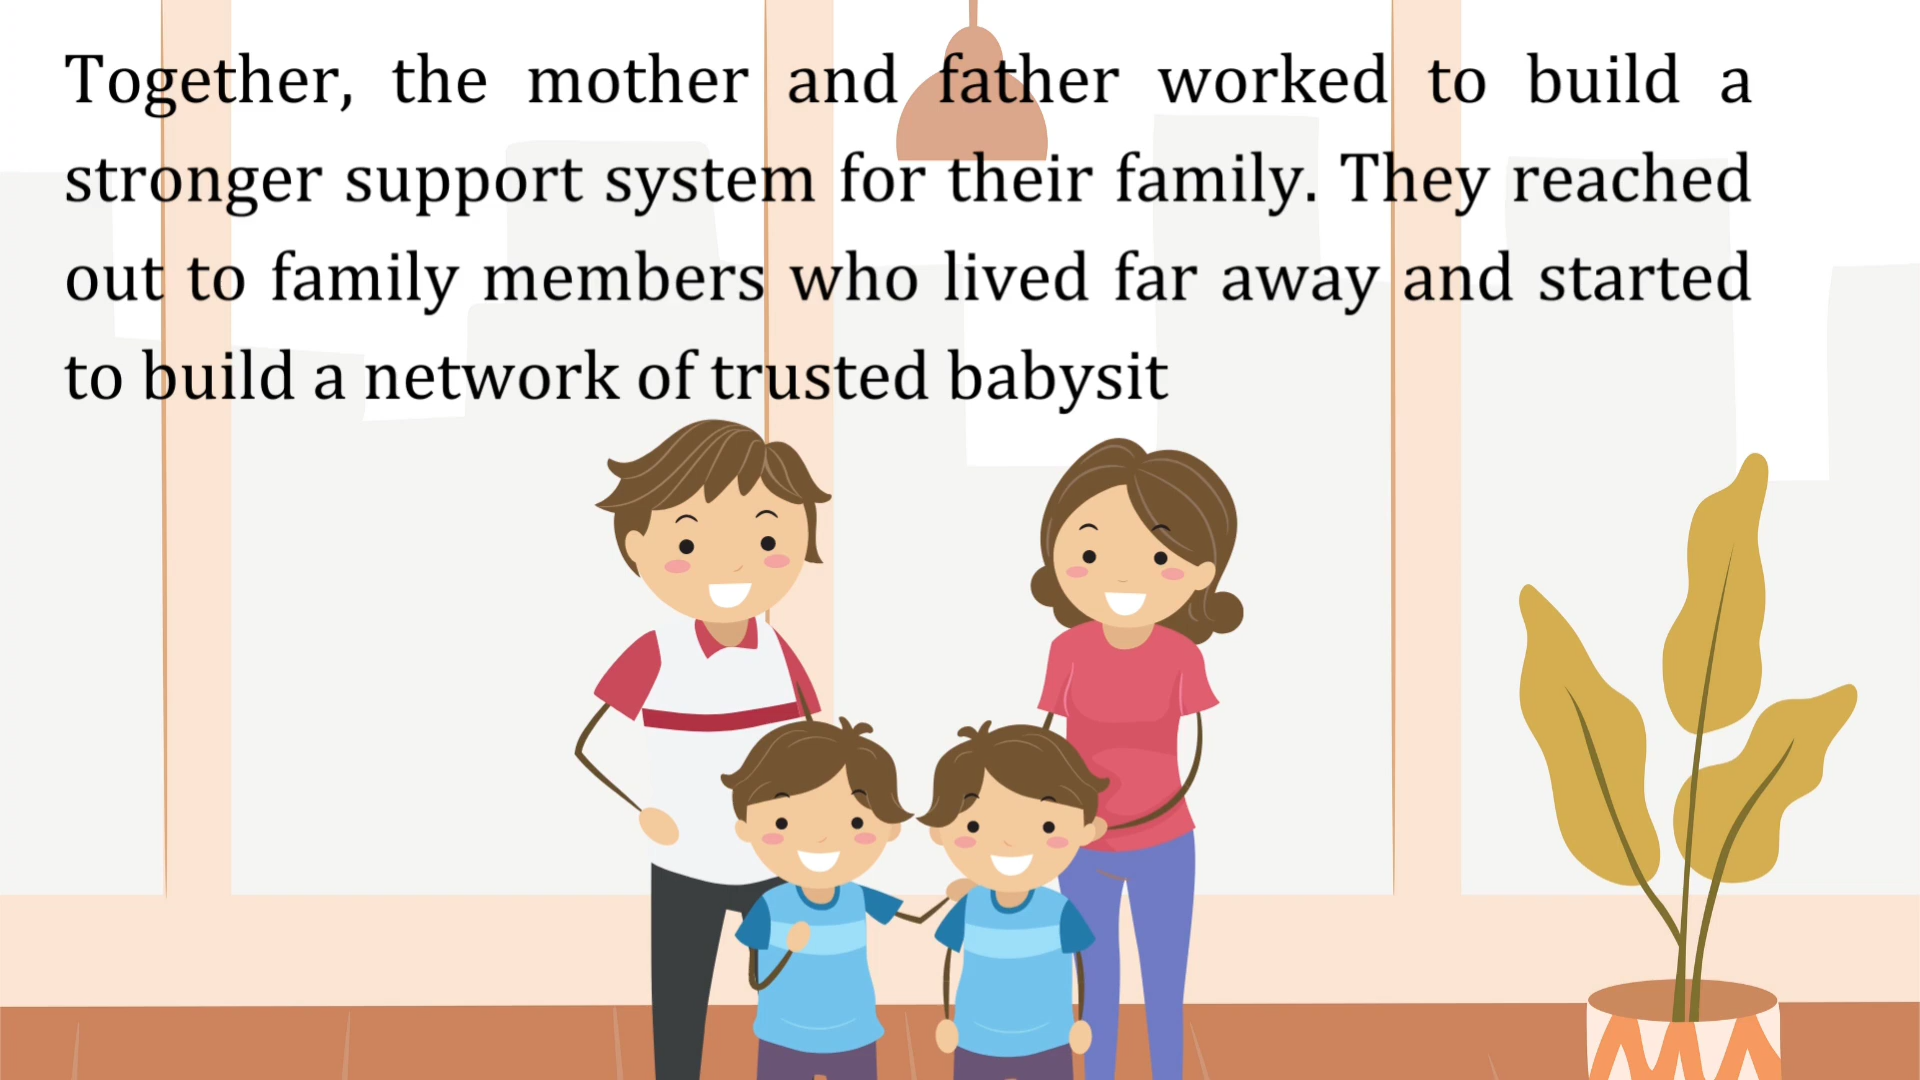 Together, the mother and father worked to build a
stronger support system for their family. They reached
out to family members who lived far away and started
to build a network of trusted babysit